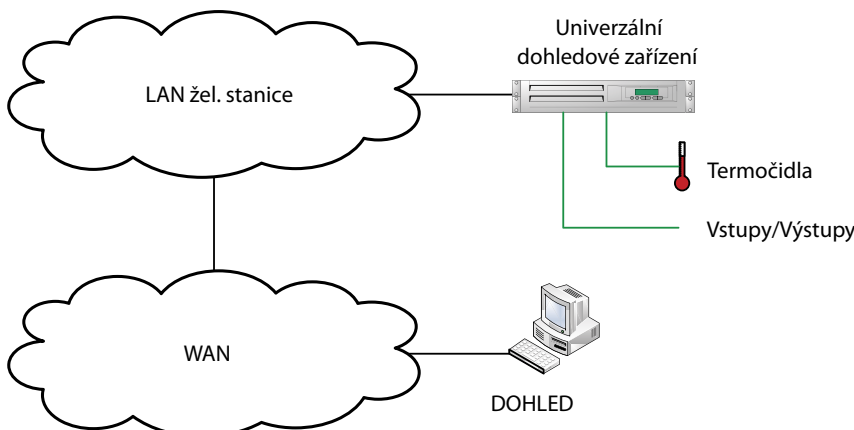 Univerzální
dohledové zařízení
LAN žel. stanice
Termočidla
Vstupy/Výstupy
WAN
DOHLED